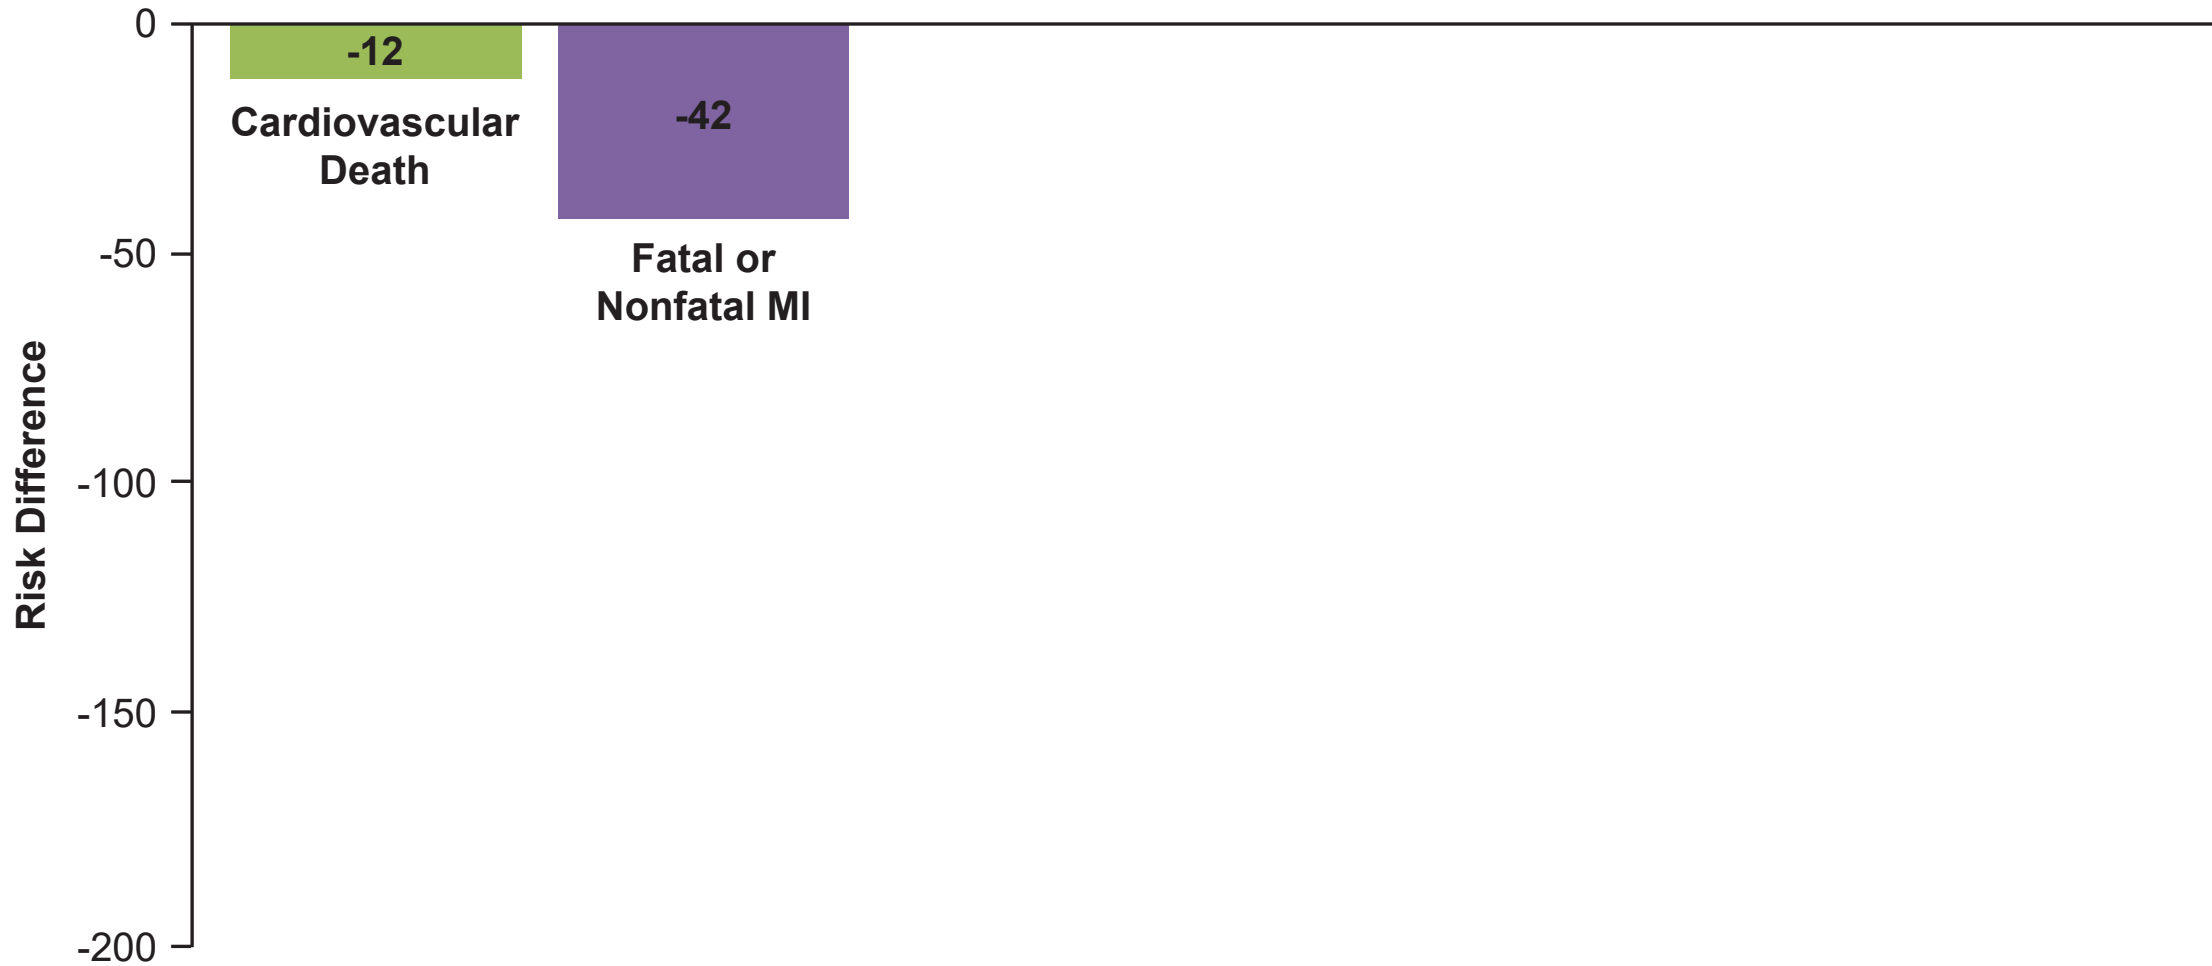 0
-50
-100
-150
-200
Risk Difference
-12
Cardiovascular
Death
-42
Fatal or
Nonfatal MI